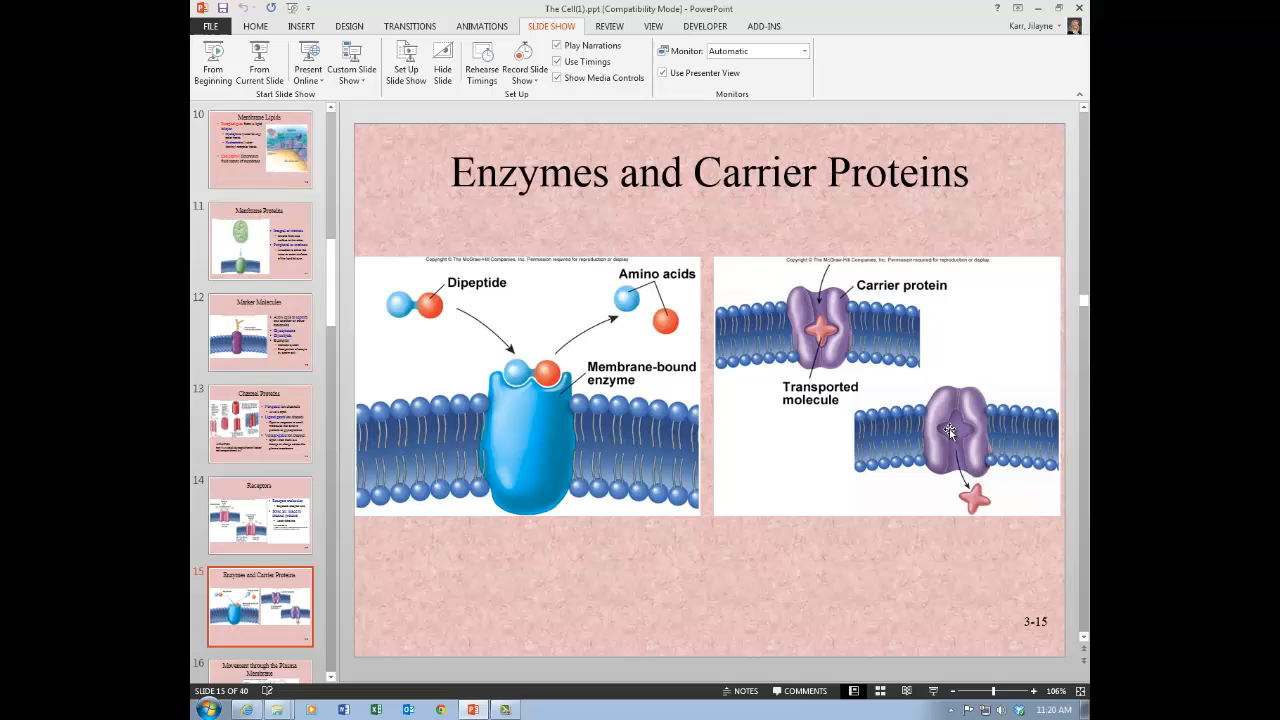 The Cell(1).ppt [Compatibility Mode] - PowerPoint
FILE HOME INSERT DESIGN TRANSITIONS ANIMATIONS SLIDE SHOW REVIEW VIEW DEVELOPER ADD-INS Karr, Jilayne
From Beginning
From Current Slide
Present Online
Custom Slide Show
Start Slide Show
Set Up Slide Show
Hide Slide
Rehearse Timings
Record Slide Show
Play Narrations
Use Timings
Show Media Controls
Set Up
Monitor: Automatic
Use Presenter View
Monitors
10
Membrane Lipids
11
Membrane Proteins
12
Marker Molecules
13
Channel Proteins
14
Receptors
15
Enzymes and Carrier Proteins
16
Movement through the Plasma
Membrane
Enzymes and Carrier Proteins
Copyright © The McGraw-Hill Companies, Inc. Permission required for reproduction or display.
Dipeptide
Amino acids
Membrane-bound
enzyme
Copyright © The McGraw-Hill Companies, Inc. Permission required for reproduction or display.
Carrier protein
Transported
molecule
3-15
SLIDE 15 OF 40
NOTES
COMMENTS
106%
11:20 AM